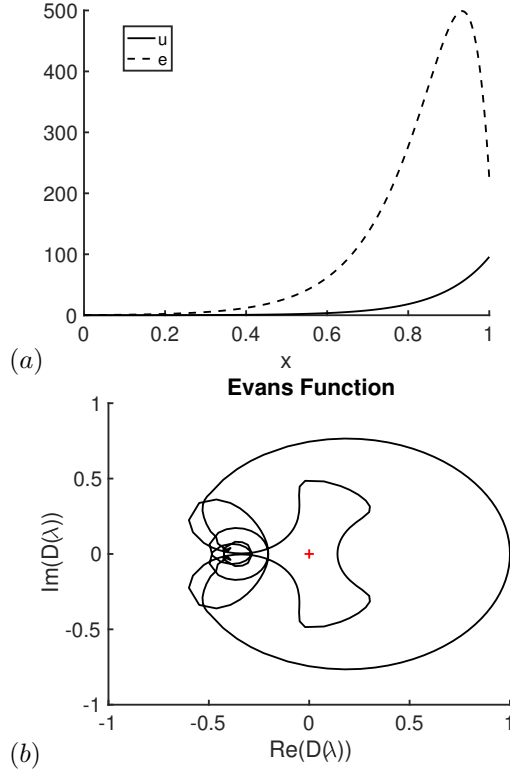 500
400
300
200
100
0
u
e
0 0.2 0.4 0.6 0.8 1
x
(a)
Evans Function
1
0.5
0
-0.5
-1
Im(D(λ))
-1 -0.5 0 0.5 1
Re(D(λ))
(b)